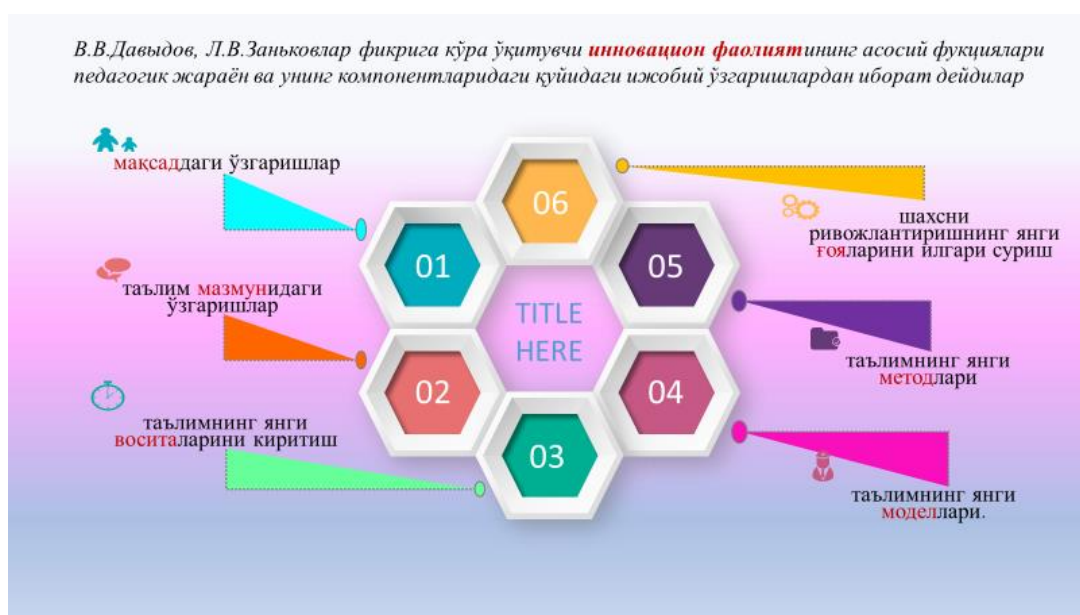 В.В.Давыдов, Л.В.Заньковлар фикрига кўра ўқитувчи инновацион фаолиятининг асосий фукциялари
педагогик жараён ва унинг компонентларидаги қуйидаги ижобий ўзгаришлардан иборат дейдилар
мақсаддаги ўзгаришлар
01
таълим мазмунидаги
ўзгаришлар
02
таълимнинг янги
воситаларини киритиш
03
TITLE
HERE
04
таълимнинг янги
моделлари.
05
таълимнинг янги
методлари
06
шахсни
ривожлантиришнинг янги
ғояларини илгари суриш